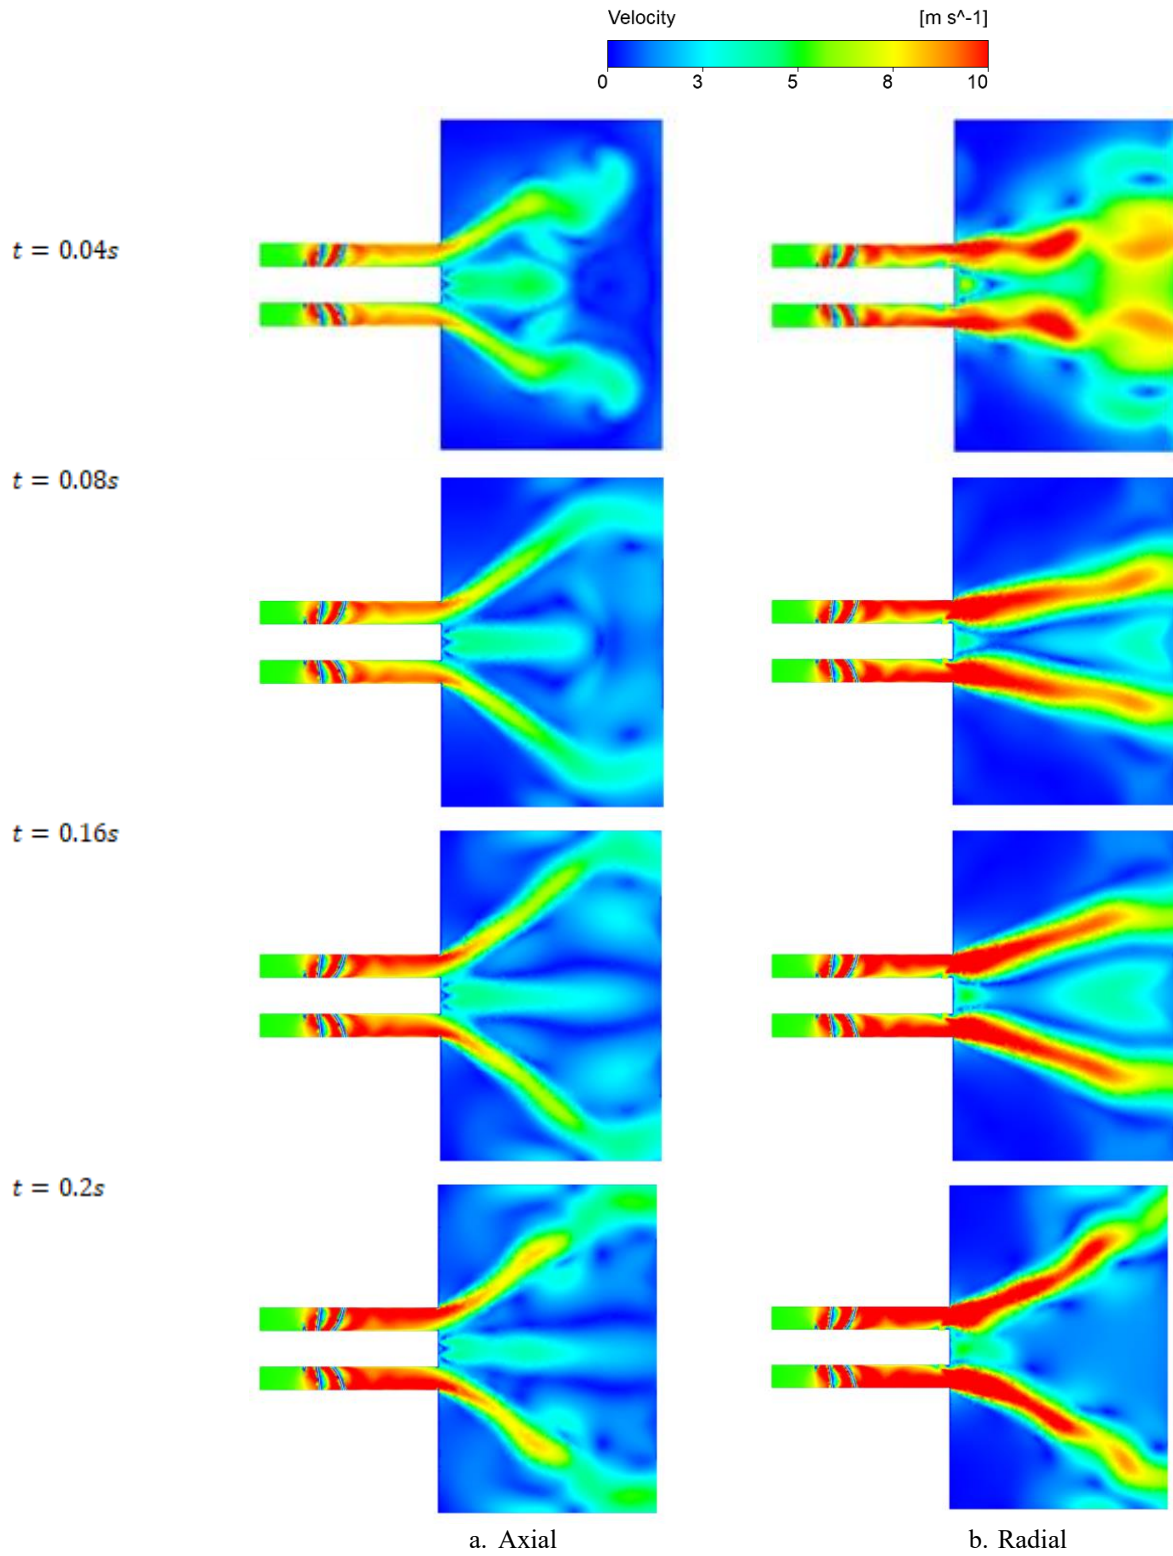 Velocity [m s^-1]
0 3 5 8 10
t = 0.04s
t = 0.08s
t = 0.16s
t = 0.2s
a. Axial b. Radial